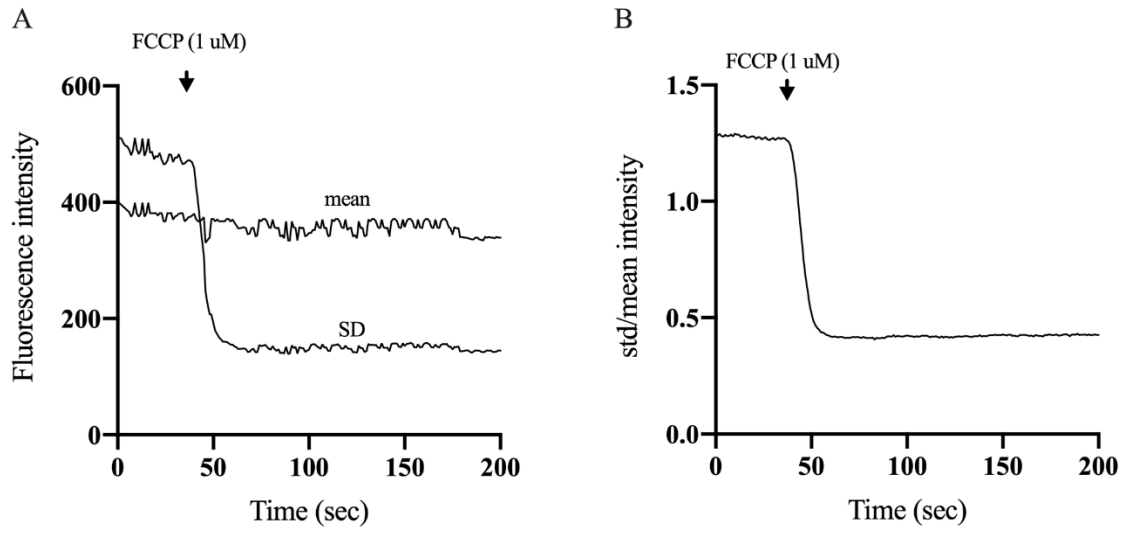 A
FCCP (1 uM)
600
400
200
0
Fluorescence intensity
mean
SD
0 50 100 150 200
Time (sec)
B
FCCP (1 uM)
1.5
1.0
0.5
0.0
std/mean intensity
0 50 100 150 200
Time (sec)